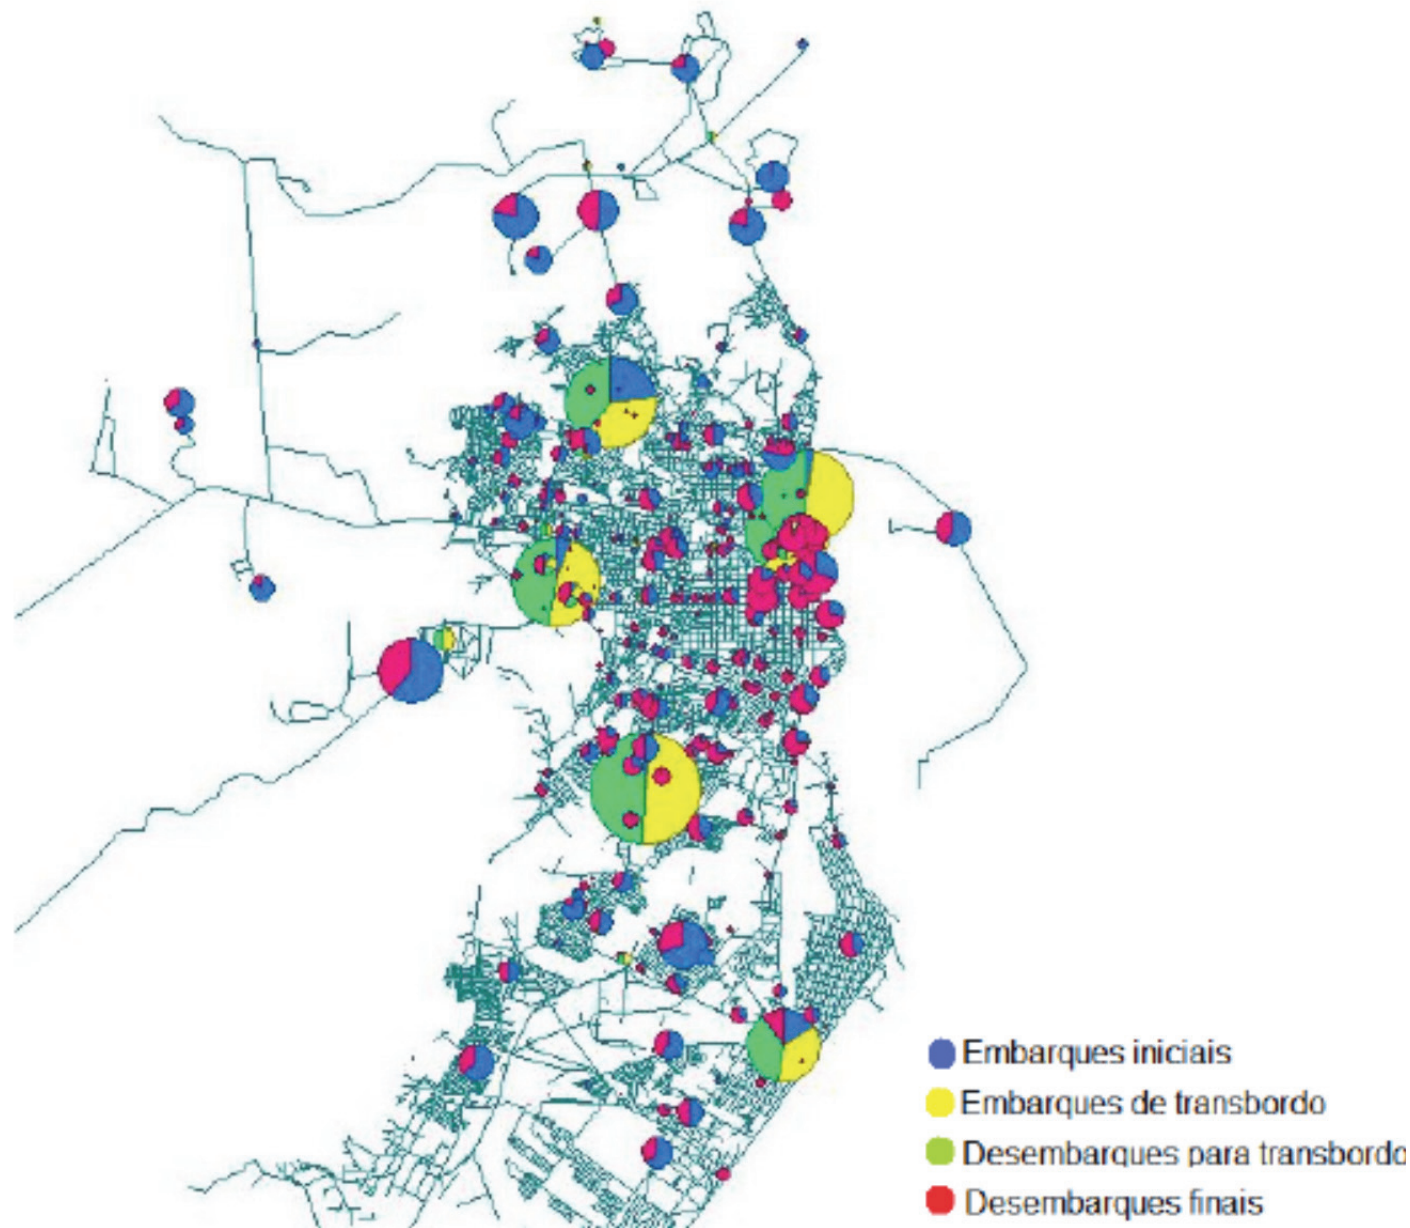 Embarques iniciais
Embarques de transbordo
Desembarques para transbordo
Desembarques finais